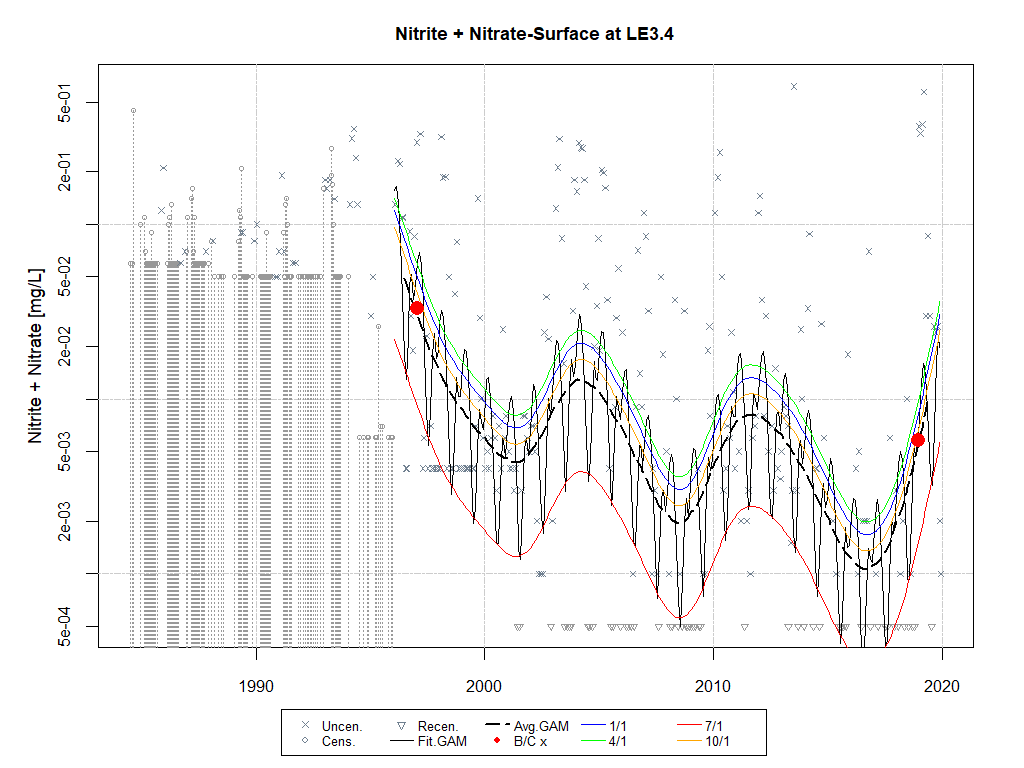 Nitrite + Nitrate-Surface at LE3.4
Nitrite + Nitrate [mg/L]
5e-01
2e-01
5e-02
2e-02
5e-03
2e-03
5e-04
1990
2000
2010
2020
Uncen. Recen. Avg.GAM 1/1 7/1
Cens. Fit.GAM B/C x 4/1 10/1